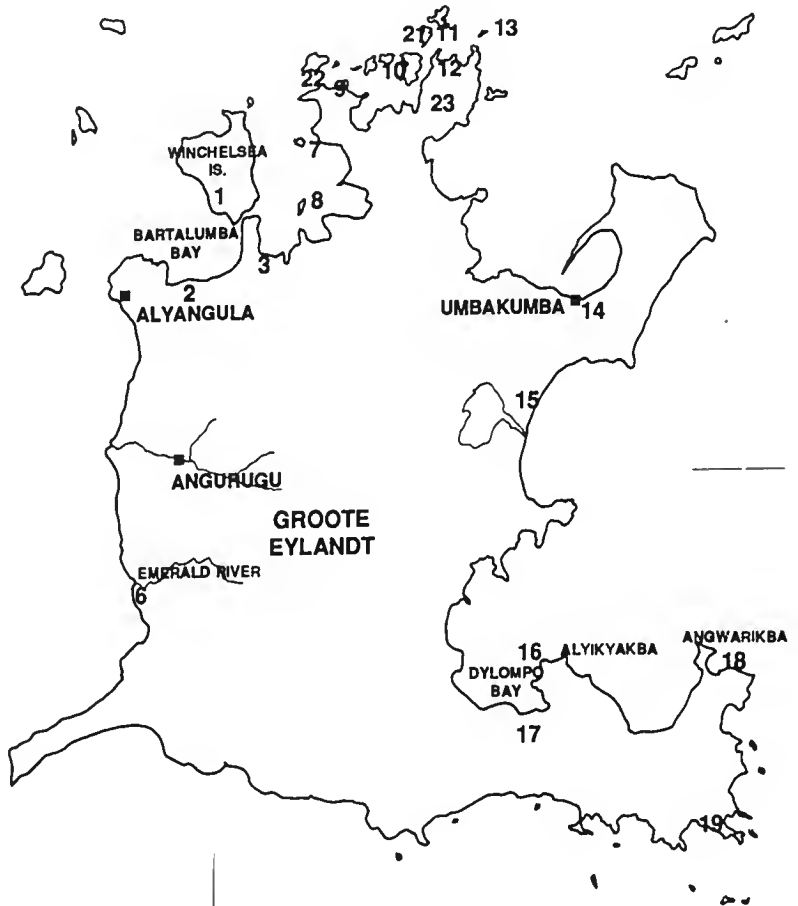 21 11 13
22 9 10 12
23
WINCHELSEA
IS.
7
1
8
BARTALUMBA
BAY
3
2
ALYANGULA
UMBAKUMBA
14
15
ANGURUGU
GROOTE
EYLANDT
EMERALD RIVER
6
ANGWARIKBA
16 ALYIKYAKBA
18
DYLOMPO
BAY
17
19